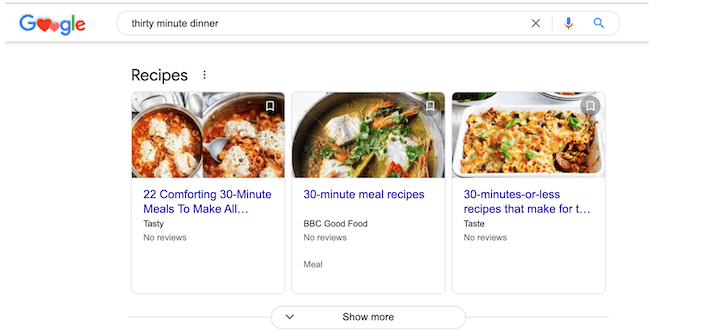 Google
thirty minute dinner
Recipes
22 Comforting 30-Minute
Meals To Make All...
Tasty
No reviews
30-minute meal recipes
BBC Good Food
No reviews
Meal
30-minutes-or-less
recipes that make for t...
Taste
No reviews
Show more